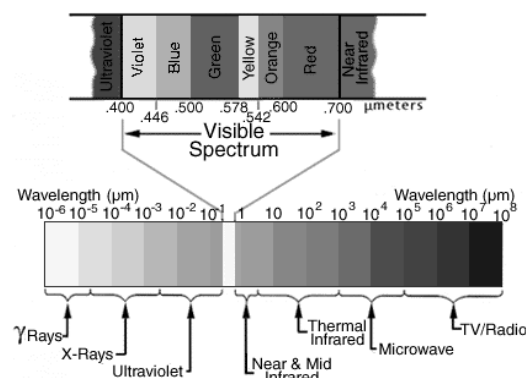 Ultraviolet Violet Blue Green Yellow Orange Red Near Infrared
.400 .446 .500 .578 .542 .600 .700 µmeters
Visible
Spectrum
Wavelength (µm) Wavelength (µm)
10-6 10-5 10-4 10-3 10-2 10-1 1 10 10² 10³ 10⁴ 10⁵ 10⁶ 10⁷ 10⁸
γRays
X-Rays
Ultraviolet
Near & Mid
Infrared
Thermal
Infrared
Microwave
TV/Radio